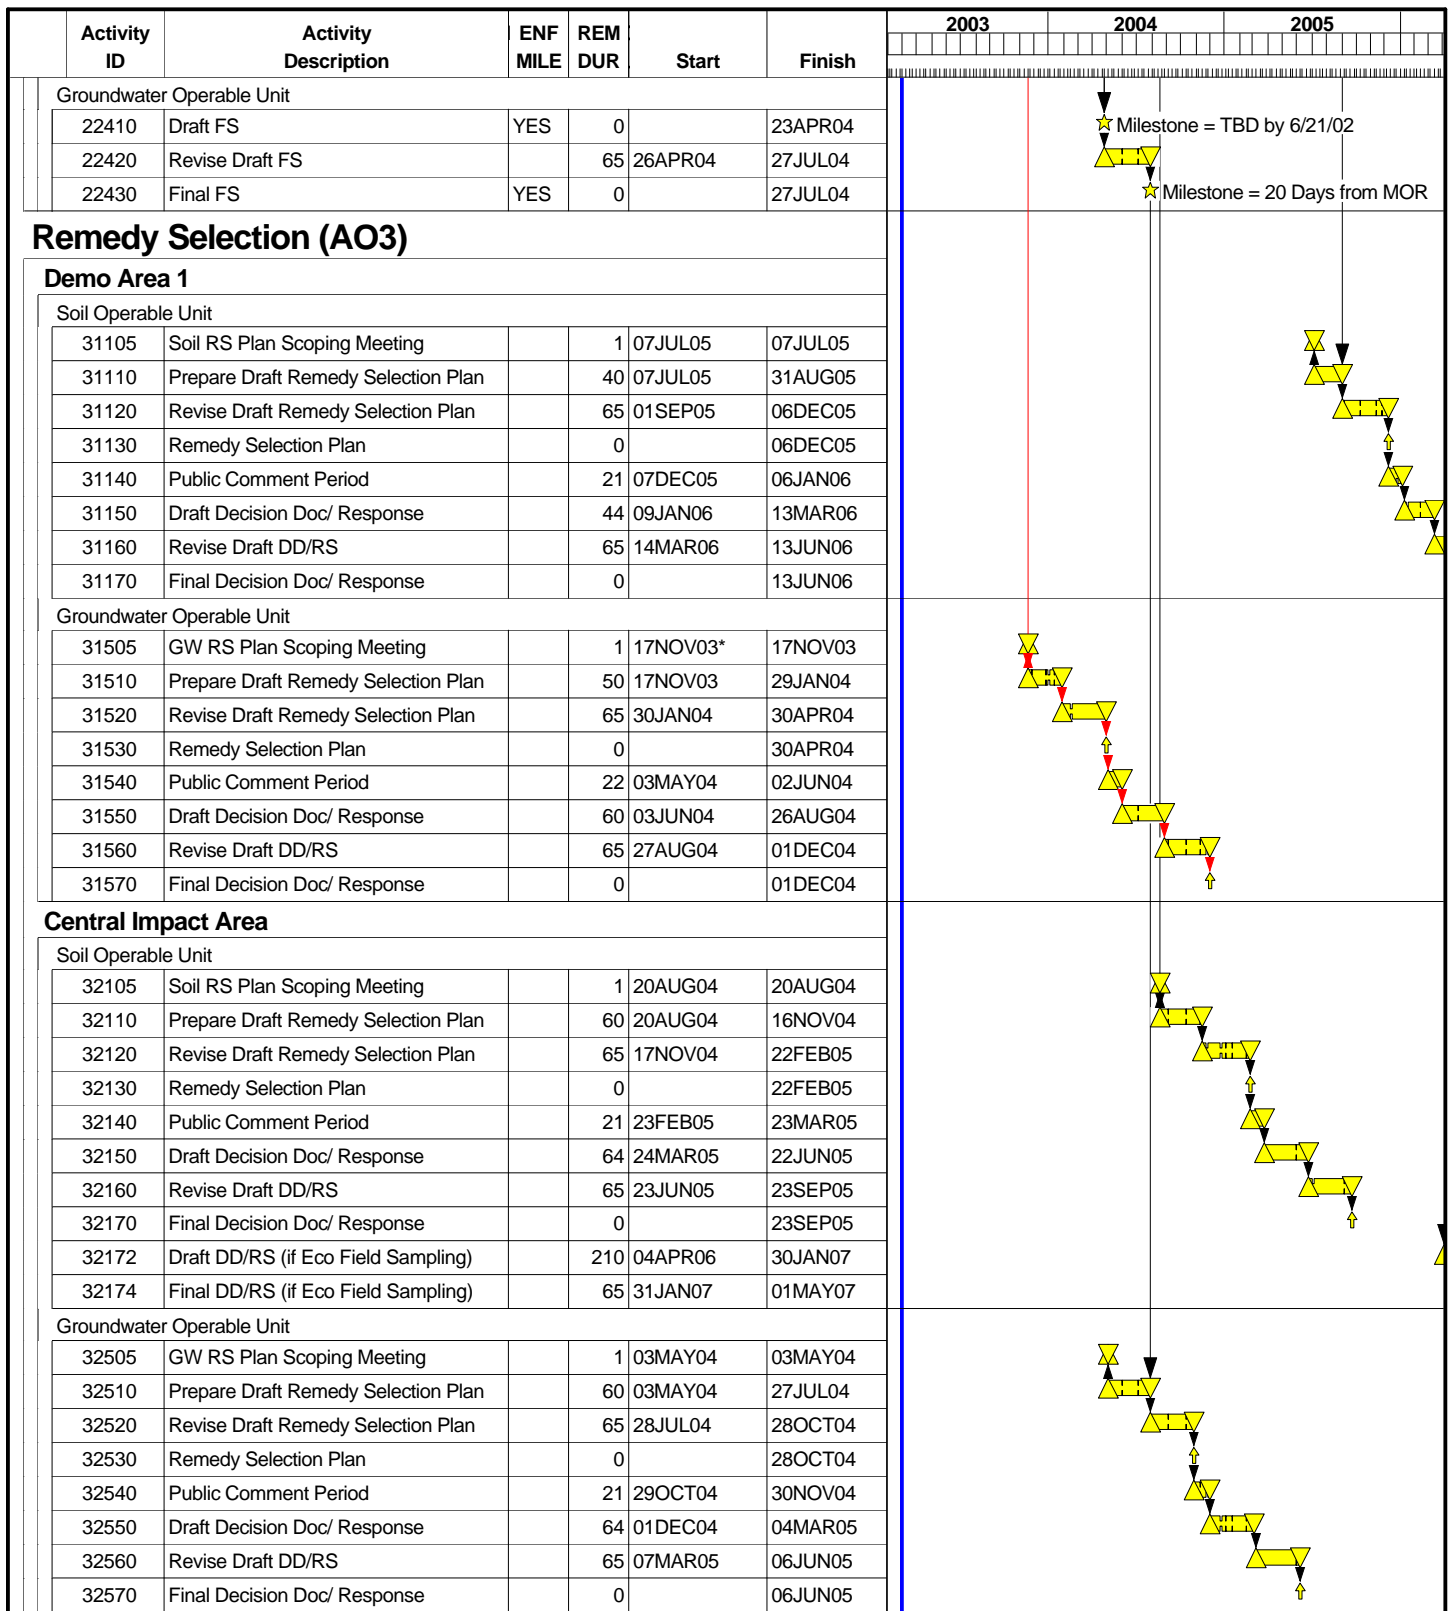 Activity Activity ENF REM 2003 2004 2005
ID Description MILE DUR Start Finish
Groundwater Operable Unit
22410 Draft FS YES 0 23APR04 Milestone = TBD by 6/21/02
22420 Revise Draft FS 65 26APR04 27JUL04
22430 Final FS YES 0 27JUL04 Milestone = 20 Days from MOR
Remedy Selection (AO3)
Demo Area 1
Soil Operable Unit
31105 Soil RS Plan Scoping Meeting 1 07JUL05 07JUL05
31110 Prepare Draft Remedy Selection Plan 40 07JUL05 31AUG05
31120 Revise Draft Remedy Selection Plan 65 01SEP05 06DEC05
31130 Remedy Selection Plan 0 06DEC05
31140 Public Comment Period 21 07DEC05 06JAN06
31150 Draft Decision Doc/ Response 44 09JAN06 13MAR06
31160 Revise Draft DD/RS 65 14MAR06 13JUN06
31170 Final Decision Doc/ Response 0 13JUN06
Groundwater Operable Unit
31505 GW RS Plan Scoping Meeting 1 17NOV03* 17NOV03
31510 Prepare Draft Remedy Selection Plan 50 17NOV03 29JAN04
31520 Revise Draft Remedy Selection Plan 65 30JAN04 30APR04
31530 Remedy Selection Plan 0 30APR04
31540 Public Comment Period 22 03MAY04 02JUN04
31550 Draft Decision Doc/ Response 60 03JUN04 26AUG04
31560 Revise Draft DD/RS 65 27AUG04 01DEC04
31570 Final Decision Doc/ Response 0 01DEC04
Central Impact Area
Soil Operable Unit
32105 Soil RS Plan Scoping Meeting 1 20AUG04 20AUG04
32110 Prepare Draft Remedy Selection Plan 60 20AUG04 16NOV04
32120 Revise Draft Remedy Selection Plan 65 17NOV04 22FEB05
32130 Remedy Selection Plan 0 22FEB05
32140 Public Comment Period 21 23FEB05 23MAR05
32150 Draft Decision Doc/ Response 64 24MAR05 22JUN05
32160 Revise Draft DD/RS 65 23JUN05 23SEP05
32170 Final Decision Doc/ Response 0 23SEP05
32172 Draft DD/RS (if Eco Field Sampling) 210 04APR06 30JAN07
32174 Final DD/RS (if Eco Field Sampling) 65 31JAN07 01MAY07
Groundwater Operable Unit
32505 GW RS Plan Scoping Meeting 1 03MAY04 03MAY04
32510 Prepare Draft Remedy Selection Plan 60 03MAY04 27JUL04
32520 Revise Draft Remedy Selection Plan 65 28JUL04 28OCT04
32530 Remedy Selection Plan 0 28OCT04
32540 Public Comment Period 21 29OCT04 30NOV04
32550 Draft Decision Doc/ Response 64 01DEC04 04MAR05
32560 Revise Draft DD/RS 65 07MAR05 06JUN05
32570 Final Decision Doc/ Response 0 06JUN05